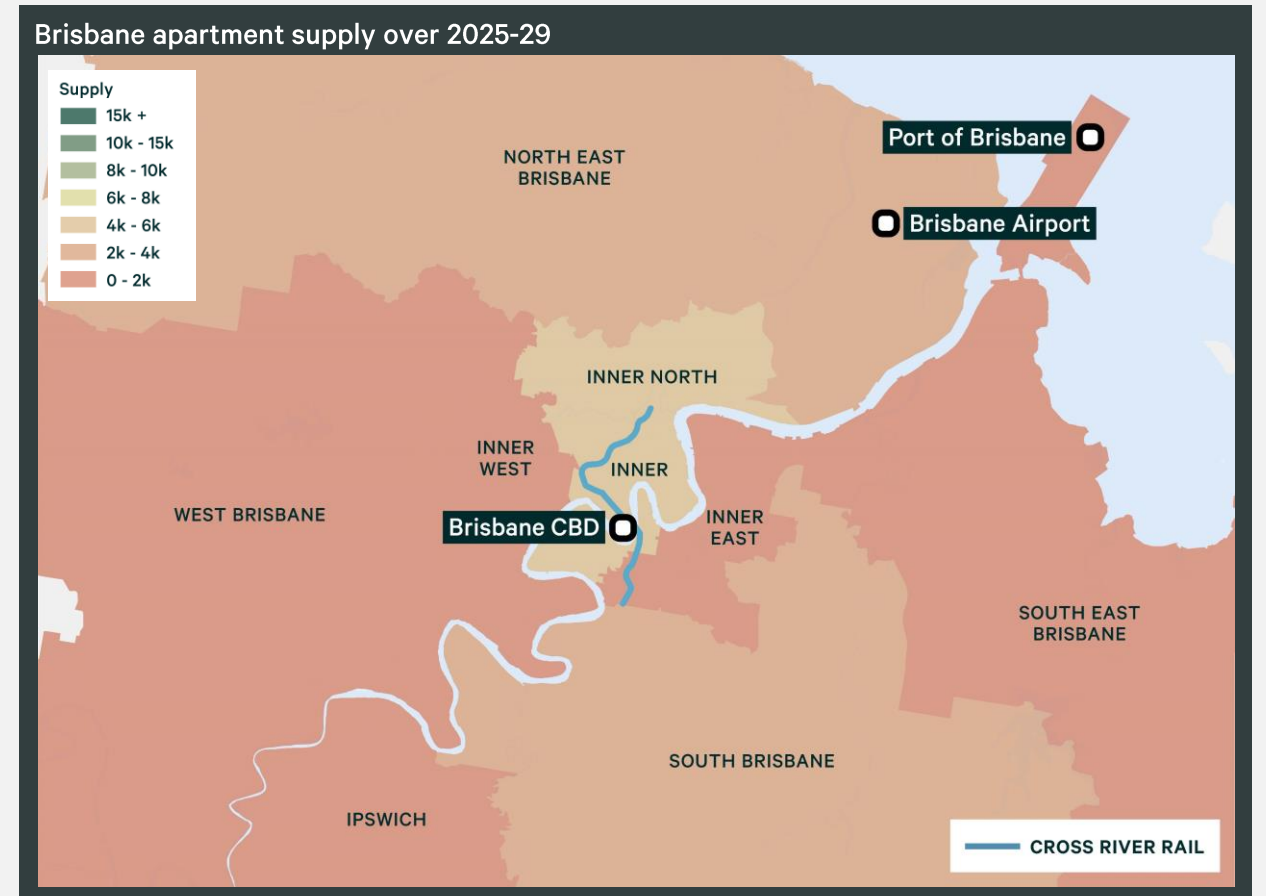 Brisbane apartment supply over 2025-29
Supply
15k +
10k - 15k
8k - 10k
6k - 8k
4k - 6k
2k - 4k
0 - 2k
NORTH EAST
BRISBANE
Port of Brisbane
Brisbane Airport
INNER NORTH
INNER
WEST
INNER
WEST BRISBANE
Brisbane CBD
INNER
EAST
SOUTH EAST
BRISBANE
SOUTH BRISBANE
IPSWICH
CROSS RIVER RAIL